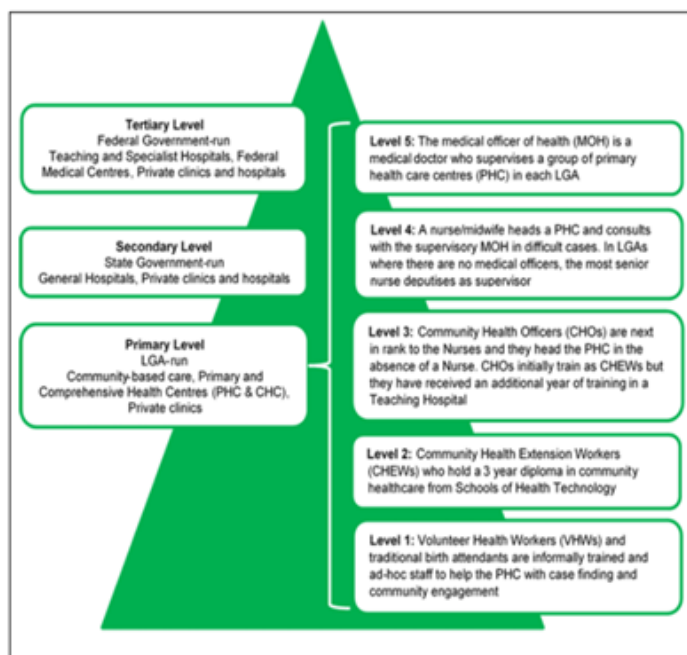 Tertiary Level
Federal Government-run
Teaching and Specialist Hospitals, Federal
Medical Centres, Private clinics and hospitals
Secondary Level
State Government-run
General Hospitals, Private clinics and hospitals
Primary Level
LGA-run
Community-based care, Primary and
Comprehensive Health Centres (PHC & CHC),
Private clinics
Level 5: The medical officer of health (MOH) is a
medical doctor who supervises a group of primary
health care centres (PHC) in each LGA
Level 4: A nurse/midwife heads a PHC and consults
with the supervisory MOH in difficult cases. In LGAs
where there are no medical officers, the most senior
nurse deputises as supervisor
Level 3: Community Health Officers (CHOs) are next
in rank to the Nurses and they head the PHC in the
absence of a Nurse. CHOs initially train as CHEWs but
they have received an additional year of training in a
Teaching Hospital
Level 2: Community Health Extension Workers
(CHEWs) who hold a 3 year diploma in community
healthcare from Schools of Health Technology
Level 1: Volunteer Health Workers (VHWs) and
traditional birth attendants are informally trained and
ad-hoc staff to help the PHC with case finding and
community engagement